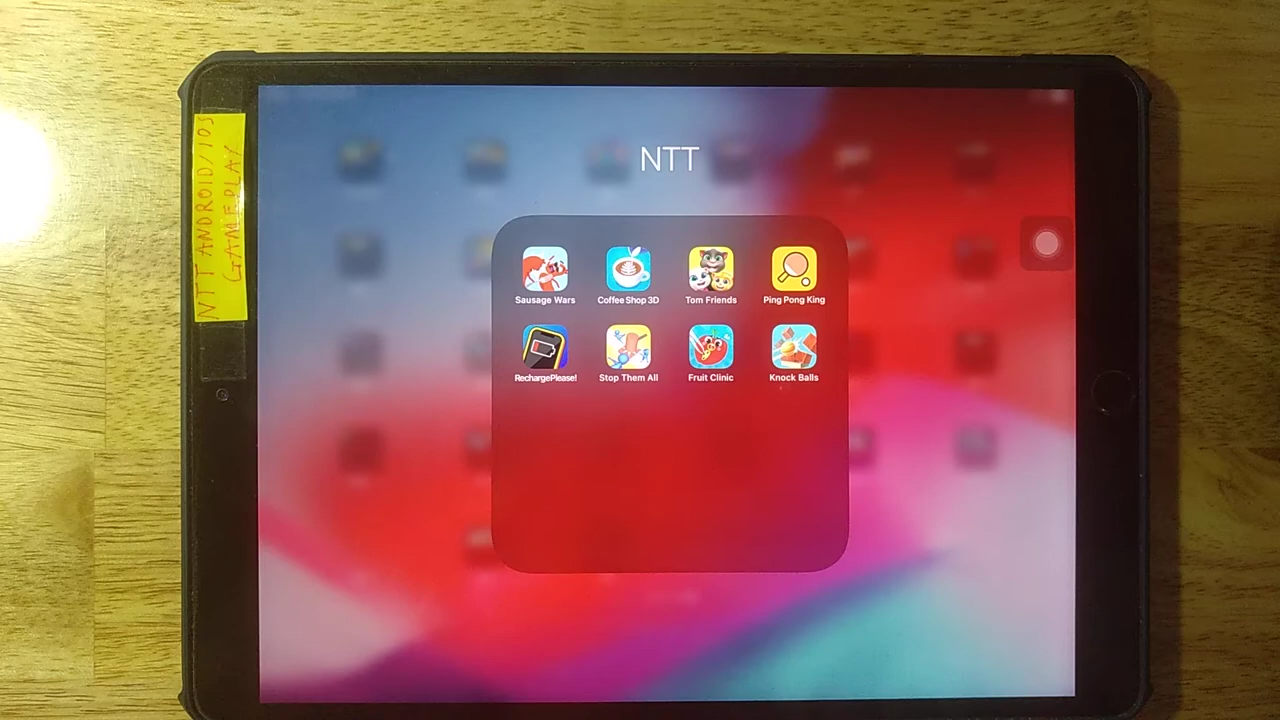 NTT ANDROID/IOS
GAMEPLAY
NTT
Sausage Wars
Coffee Shop 3D
Tom Friends
Ping Pong King
RechargePlease!
Stop Them All
Fruit Clinic
Knock Balls